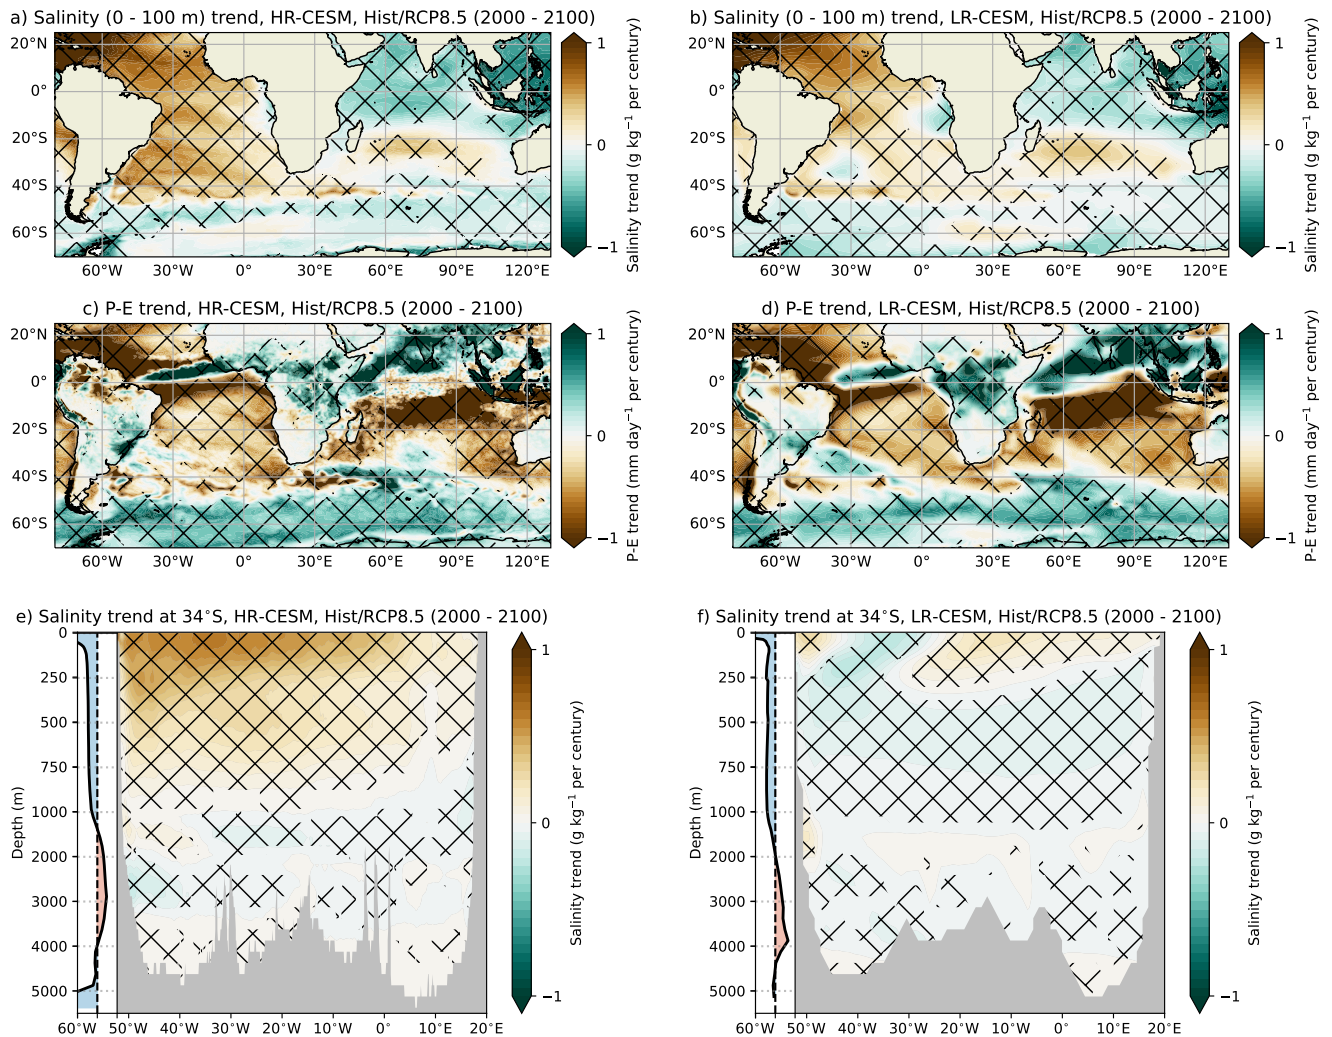 a) Salinity (0 - 100 m) trend, HR-CESM, Hist/RCP8.5 (2000 - 2100)
20°N
0°
20°S
40°S
60°S
60°W 30°W 0° 30°E 60°E 90°E 120°E
1
0
−1
Salinity trend (g kg⁻¹ per century)
b) Salinity (0 - 100 m) trend, LR-CESM, Hist/RCP8.5 (2000 - 2100)
20°N
0°
20°S
40°S
60°S
60°W 30°W 0° 30°E 60°E 90°E 120°E
1
0
−1
Salinity trend (g kg⁻¹ per century)
c) P-E trend, HR-CESM, Hist/RCP8.5 (2000 - 2100)
20°N
0°
20°S
40°S
60°S
60°W 30°W 0° 30°E 60°E 90°E 120°E
1
0
−1
P-E trend (mm day⁻¹ per century)
d) P-E trend, LR-CESM, Hist/RCP8.5 (2000 - 2100)
20°N
0°
20°S
40°S
60°S
60°W 30°W 0° 30°E 60°E 90°E 120°E
1
0
−1
P-E trend (mm day⁻¹ per century)
e) Salinity trend at 34°S, HR-CESM, Hist/RCP8.5 (2000 - 2100)
Depth (m)
0
250
500
750
1000
2000
3000
4000
5000
60°W 50°W 40°W 30°W 20°W 10°W 0° 10°E 20°E
1
0
−1
Salinity trend (g kg⁻¹ per century)
f) Salinity trend at 34°S, LR-CESM, Hist/RCP8.5 (2000 - 2100)
Depth (m)
0
250
500
750
1000
2000
3000
4000
5000
60°W 50°W 40°W 30°W 20°W 10°W 0° 10°E 20°E
1
0
−1
Salinity trend (g kg⁻¹ per century)